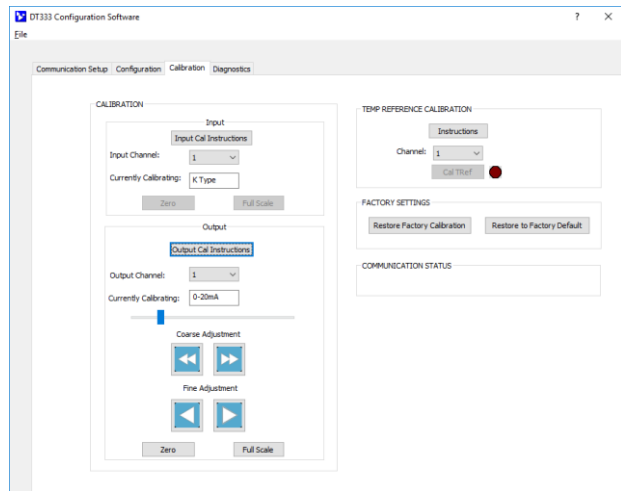 DT333 Configuration Software
File
Communication Setup Configuration Calibration Diagnostics
CALIBRATION
Input
Input Cal Instructions
Input Channel: 1
Currently Calibrating: K Type
Zero Full Scale
Output
Output Cal Instructions
Output Channel: 1
Currently Calibrating: 0-20mA
Coarse Adjustment
Fine Adjustment
Zero Full Scale
TEMP REFERENCE CALIBRATION
Instructions
Channel: 1
Cal TRef
FACTORY SETTINGS
Restore Factory Calibration Restore to Factory Default
COMMUNICATION STATUS